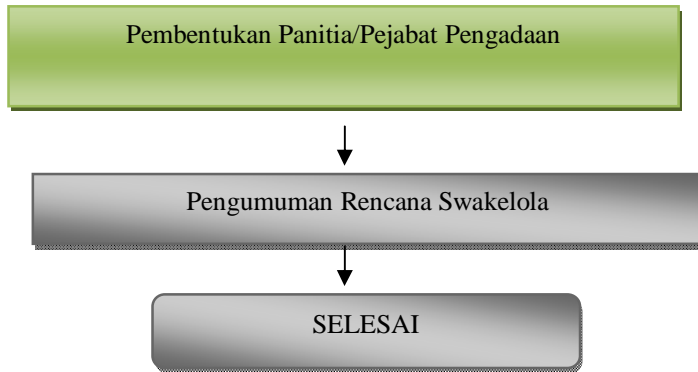 Pembentukan Panitia/Pejabat Pengadaan
Pengumuman Rencana Swakelola
SELESAI